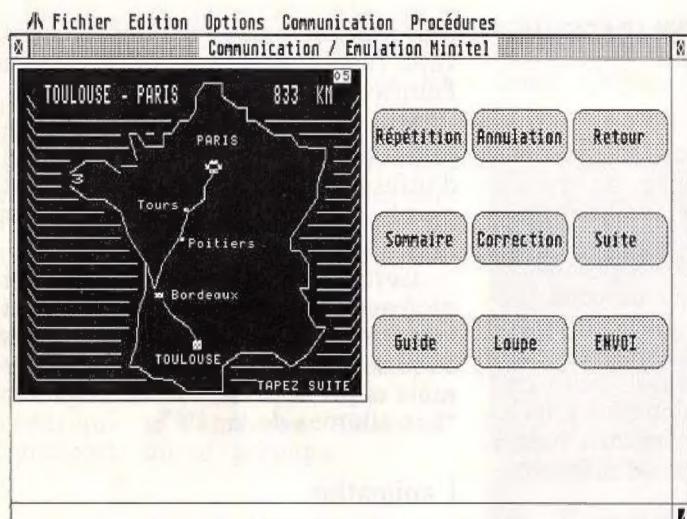 Fichier Edition Options Communication Procédures
Communication / Emulation Minitel
05
TOULOUSE - PARIS 833 KM
PARIS
Tours
Poitiers
Bordeaux
TOULOUSE
TAPEZ SUITE
Répétition Annulation Retour
Sommaire Correction Suite
Guide Loupe ENVOI